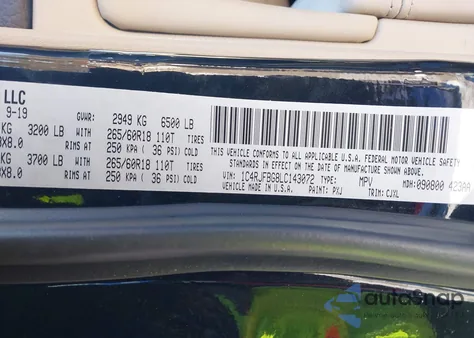 LLC
9-19 GVWR: 2949 KG 6500 LB
KG 3200 LB WITH 265/60R18 110T TIRES
X8.0 RIMS AT 250 KPA ( 36 PSI) COLD
KG 3700 LB WITH 265/60R18 110T TIRES
X8.0 RIMS AT 250 KPA ( 36 PSI) COLD
THIS VEHICLE CONFORMS TO ALL APPLICABLE U.S.A. FEDERAL MOTOR VEHICLE SAFETY
STANDARDS IN EFFECT ON THE DATE OF MANUFACTURE SHOWN ABOVE.
VIN: 1C4RJFBG8LC143072 TYPE: MPV MDH:090800 423AA
MADE IN U.S.A. PAINT: PXJ TRIM: CJXL
autosnap